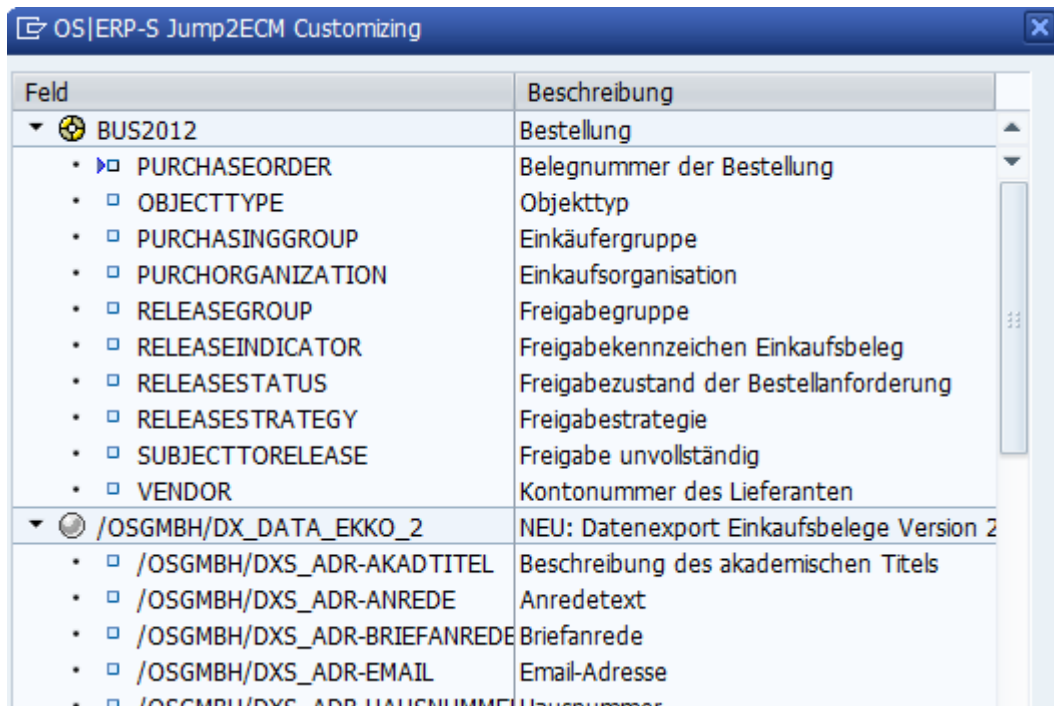 OS|ERP-S Jump2ECM Customizing
Feld Beschreibung
BUS2012 Bestellung
PURCHASEORDER Belegnummer der Bestellung
OBJECTTYPE Objekttyp
PURCHASINGGROUP Einkäufergruppe
PURCHORGANIZATION Einkaufsorganisation
RELEASEGROUP Freigabegruppe
RELEASEINDICATOR Freigabekennzeichen Einkaufsbeleg
RELEASESTATUS Freigabezustand der Bestellanforderung
RELEASESTRATEGY Freigabestrategie
SUBJECTTORELEASE Freigabe unvollständig
VENDOR Kontonummer des Lieferanten
/OSGMBH/DX_DATA_EKKO_2 NEU: Datenexport Einkaufsbelege Version 2
/OSGMBH/DXS_ADR-AKADTITEL Beschreibung des akademischen Titels
/OSGMBH/DXS_ADR-ANREDE Anredetext
/OSGMBH/DXS_ADR-BRIEFANREDE Briefanrede
/OSGMBH/DXS_ADR-EMAIL Email-Adresse